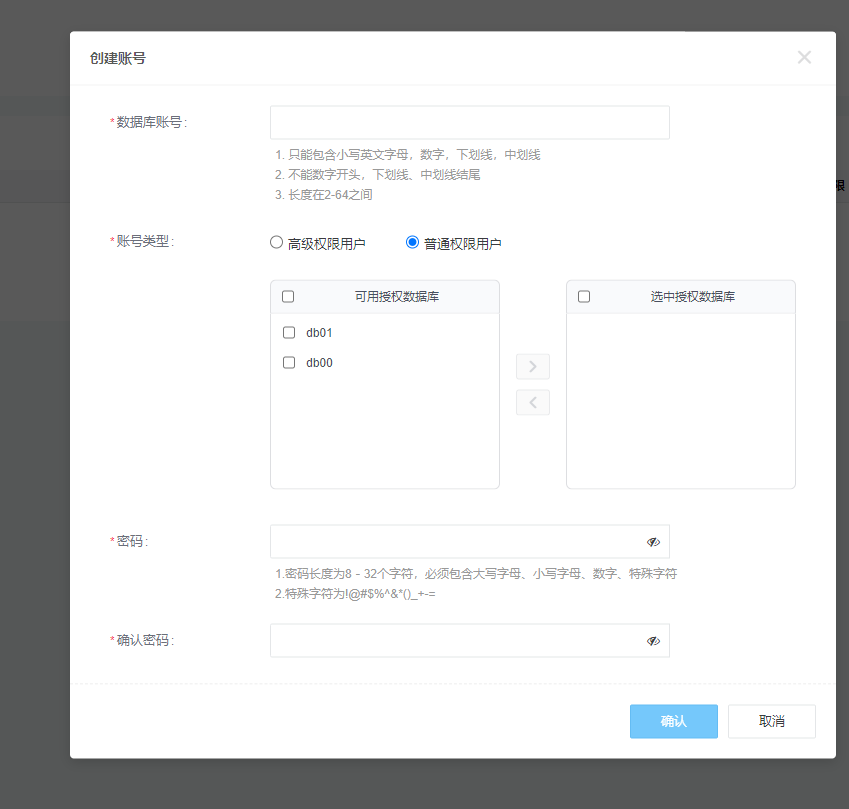 创建账号
*数据库账号:
1. 只能包含小写英文字母，数字，下划线，中划线
2. 不能数字开头，下划线、中划线结尾
3. 长度在2-64之间
限
*账号类型:
高级权限用户 普通权限用户
可用授权数据库 选中授权数据库
db01
db00
*密码:
1.密码长度为8 - 32个字符，必须包含大写字母、小写字母、数字、特殊字符
2.特殊字符为!@#$%^&*()_+-=
*确认密码:
确认 取消